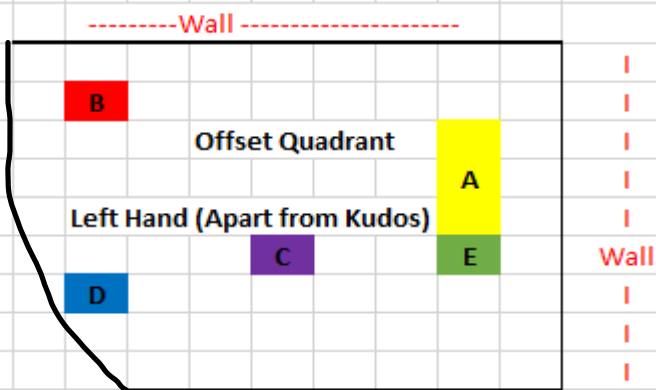 ---------Wall ----------------------
B
Offset Quadrant
A
Left Hand (Apart from Kudos)
C
E
Wall
D